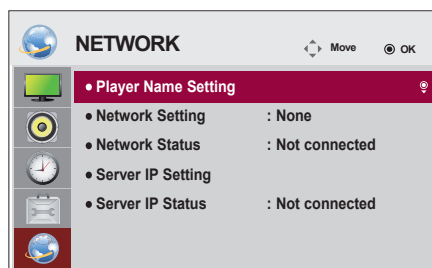 NETWORK
Move
OK
● Player Name Setting
● Network Setting : None
● Network Status : Not connected
● Server IP Setting
● Server IP Status : Not connected